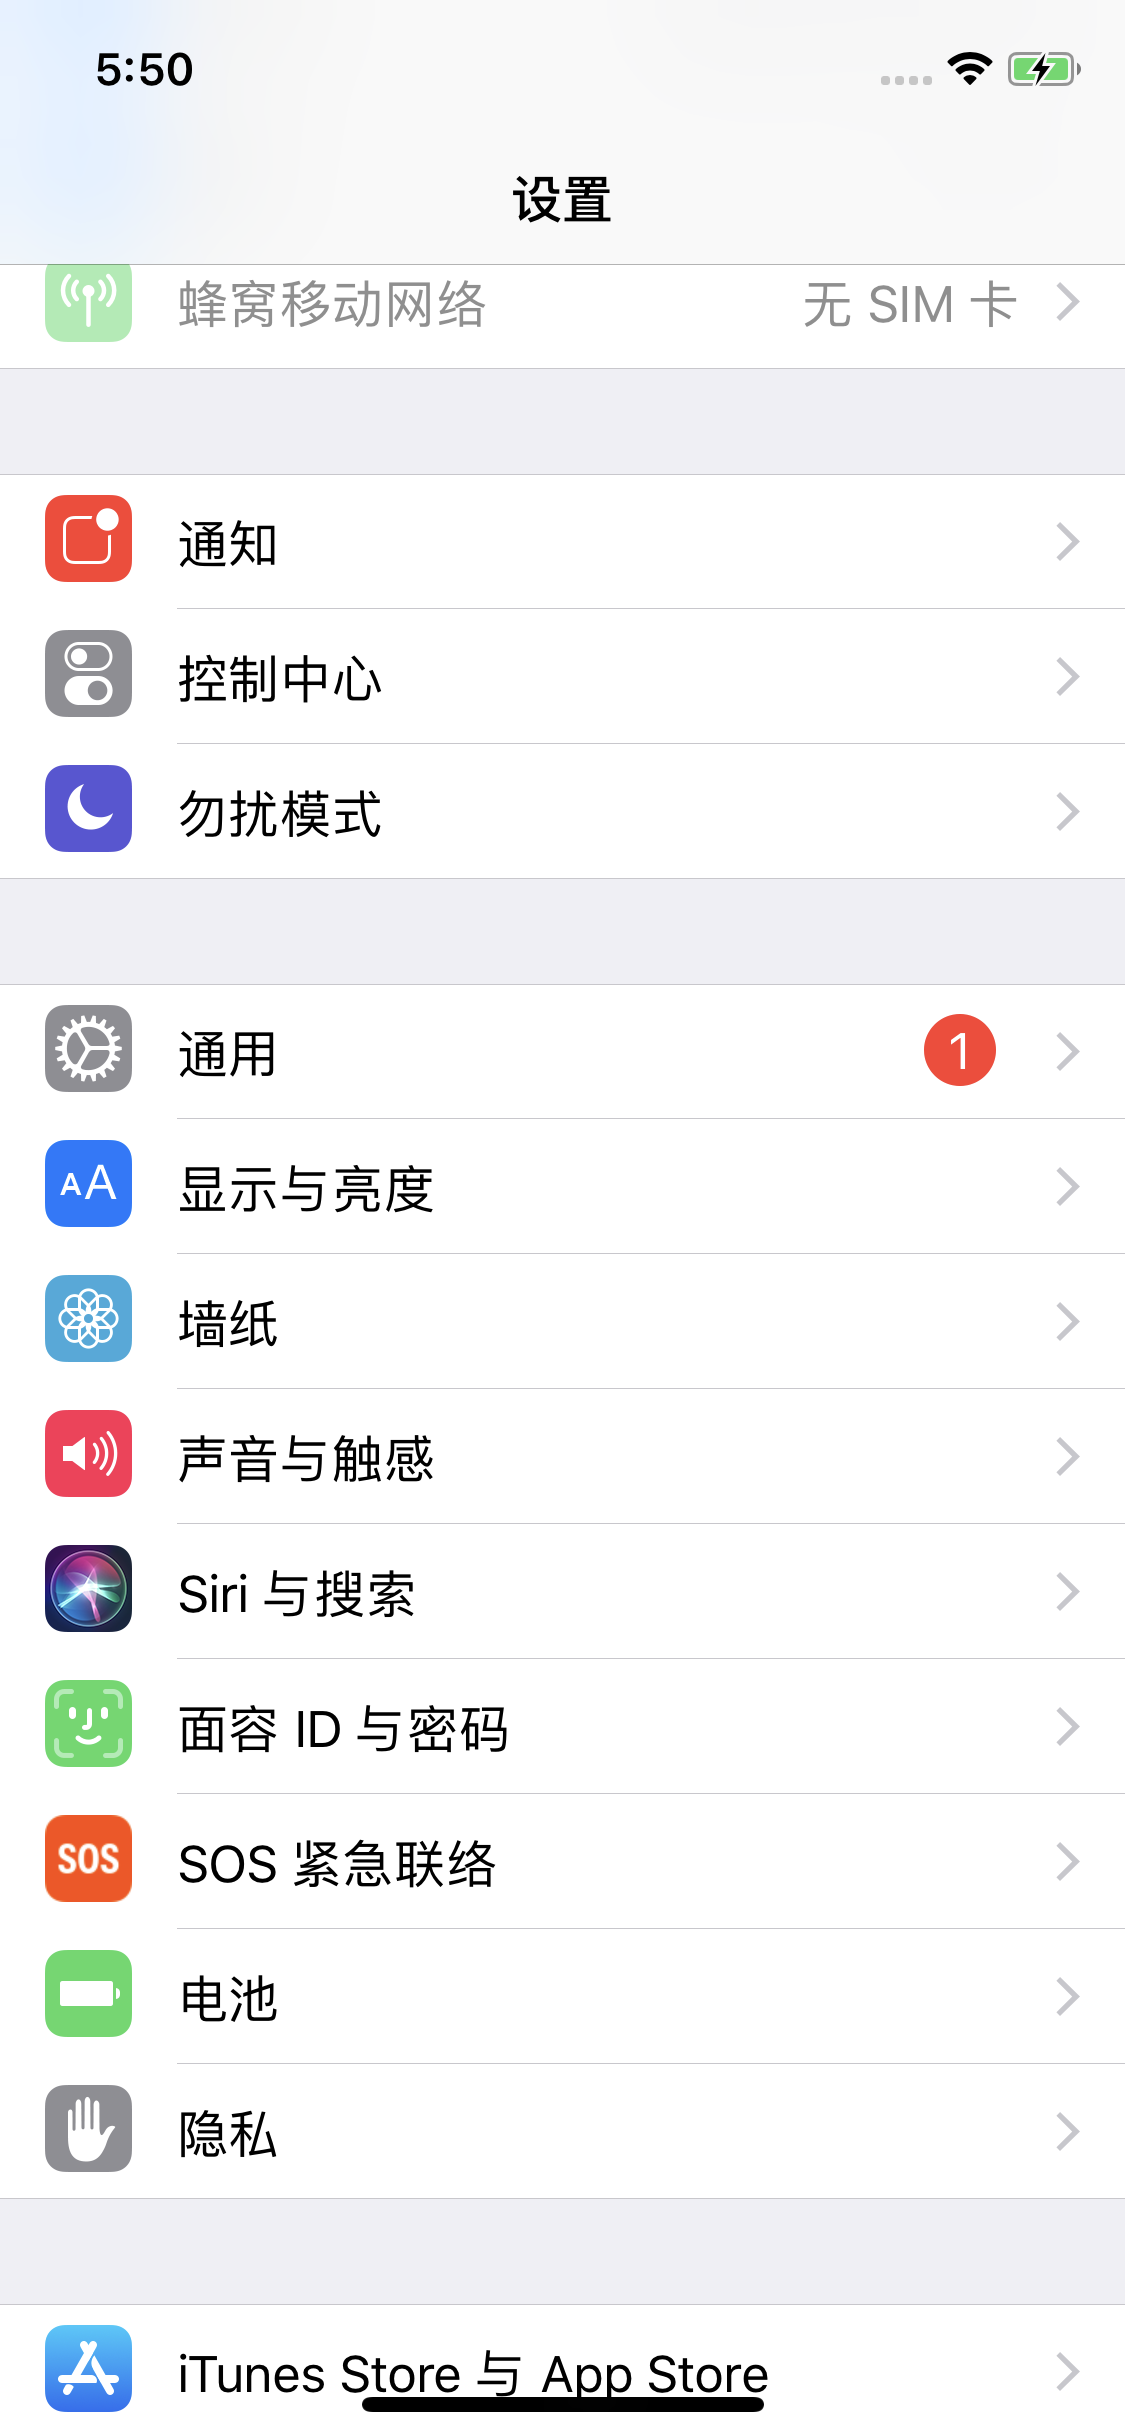 5:50
设置
蜂窝移动网络 无 SIM 卡
通知
控制中心
勿扰模式
通用 1
AA 显示与亮度
墙纸
声音与触感
Siri 与搜索
面容 ID 与密码
SOS SOS 紧急联络
电池
隐私
iTunes Store 与 App Store